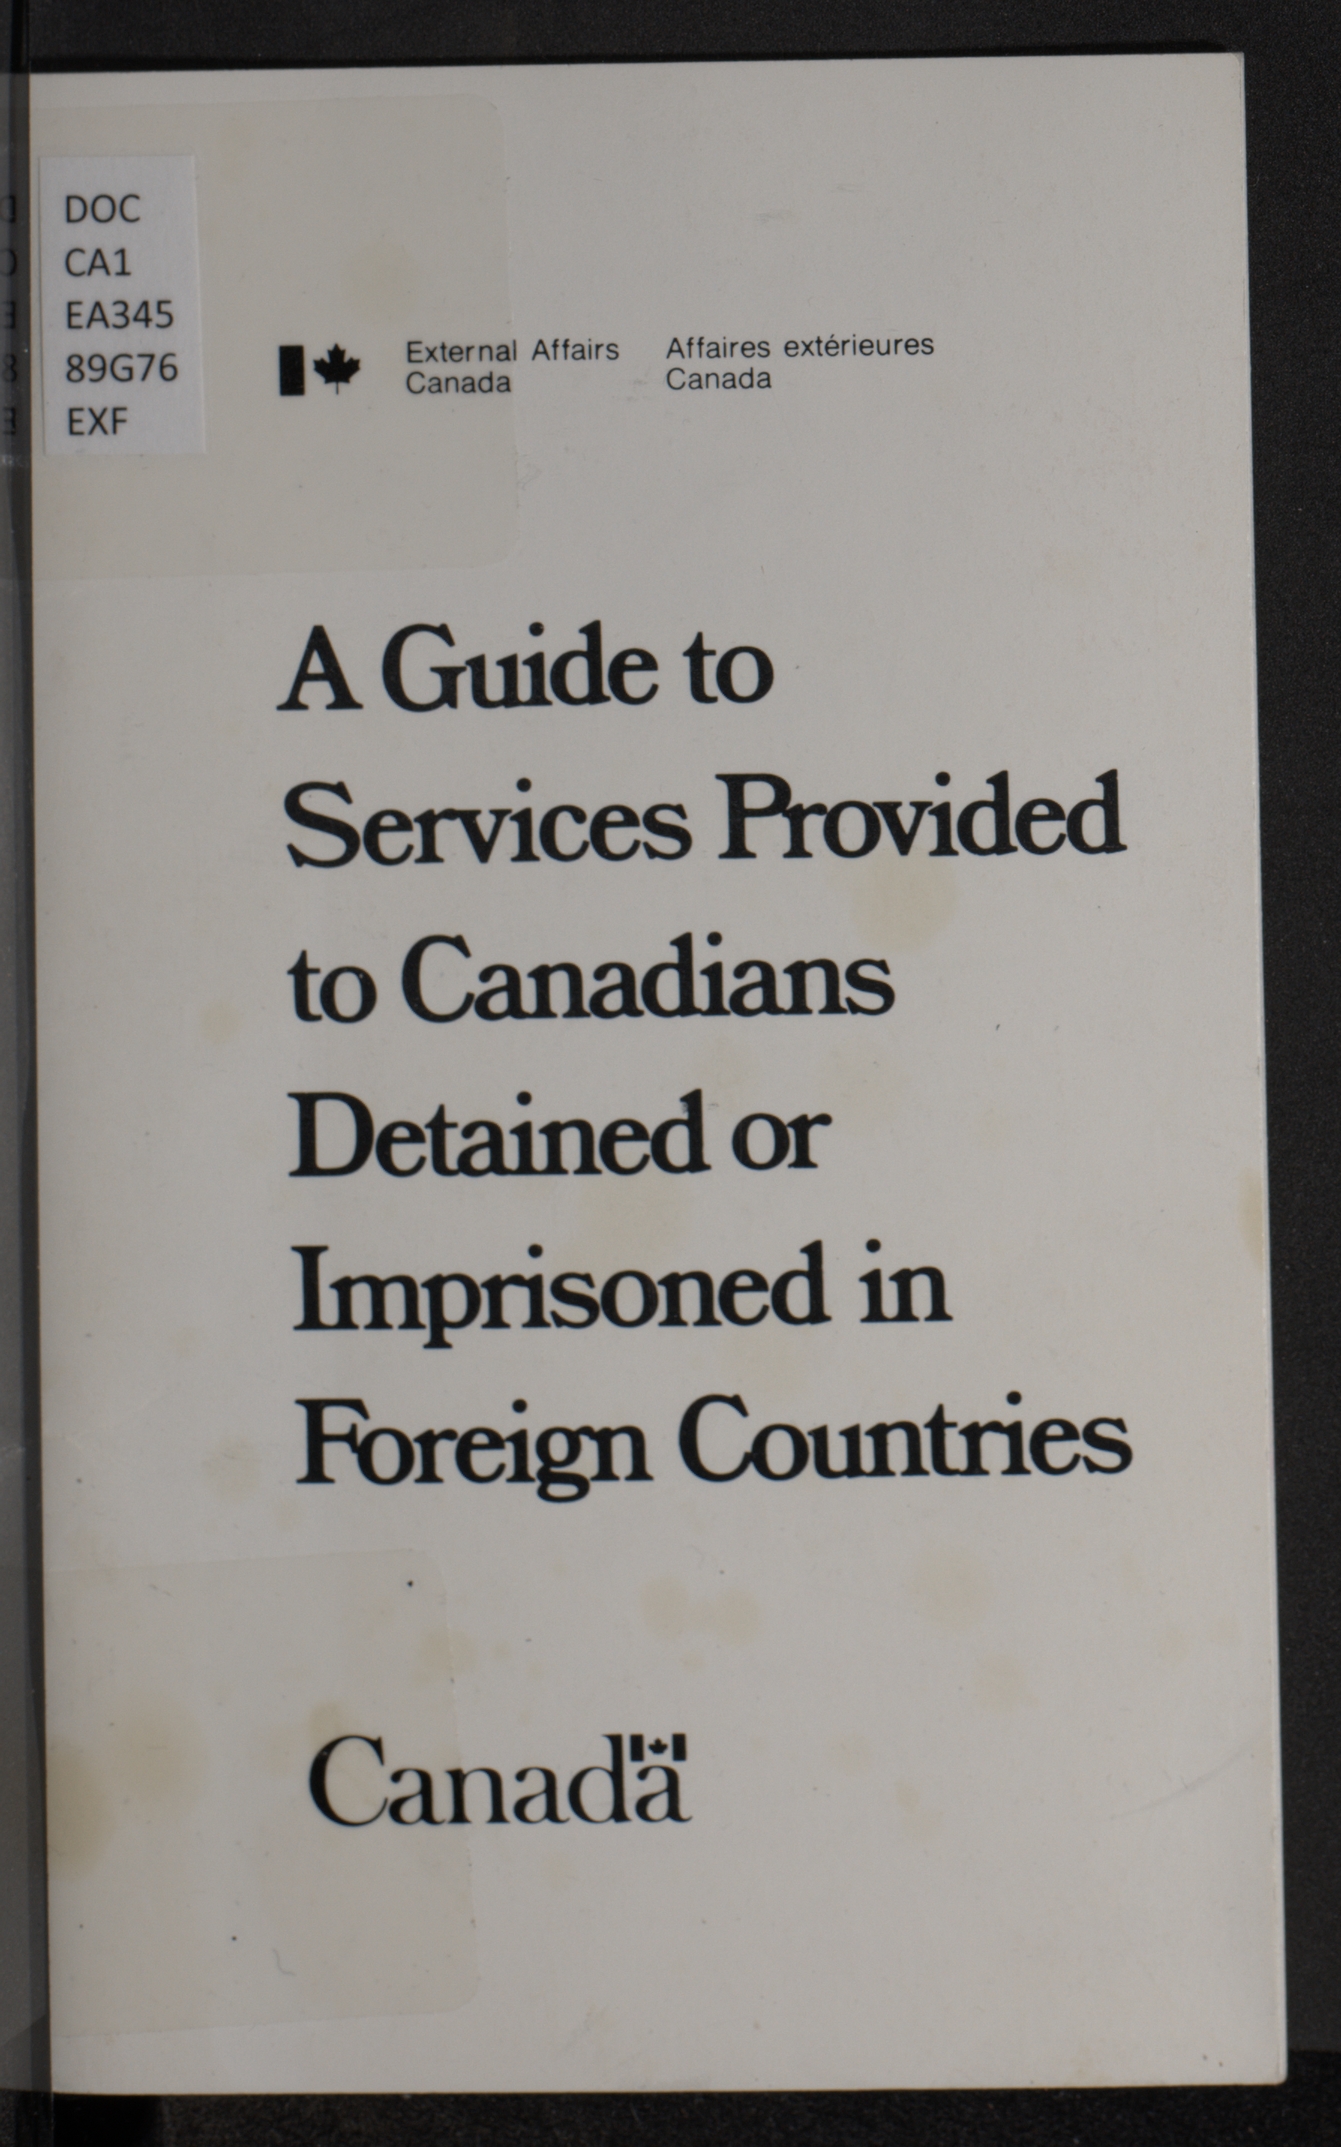 DOC
CA1
EA345
89G76
EXF
External Affairs Canada
Affaires extérieures Canada
A Guide to
Services Provided
to Canadians
Detained or
Imprisoned in
Foreign Countries
Canada